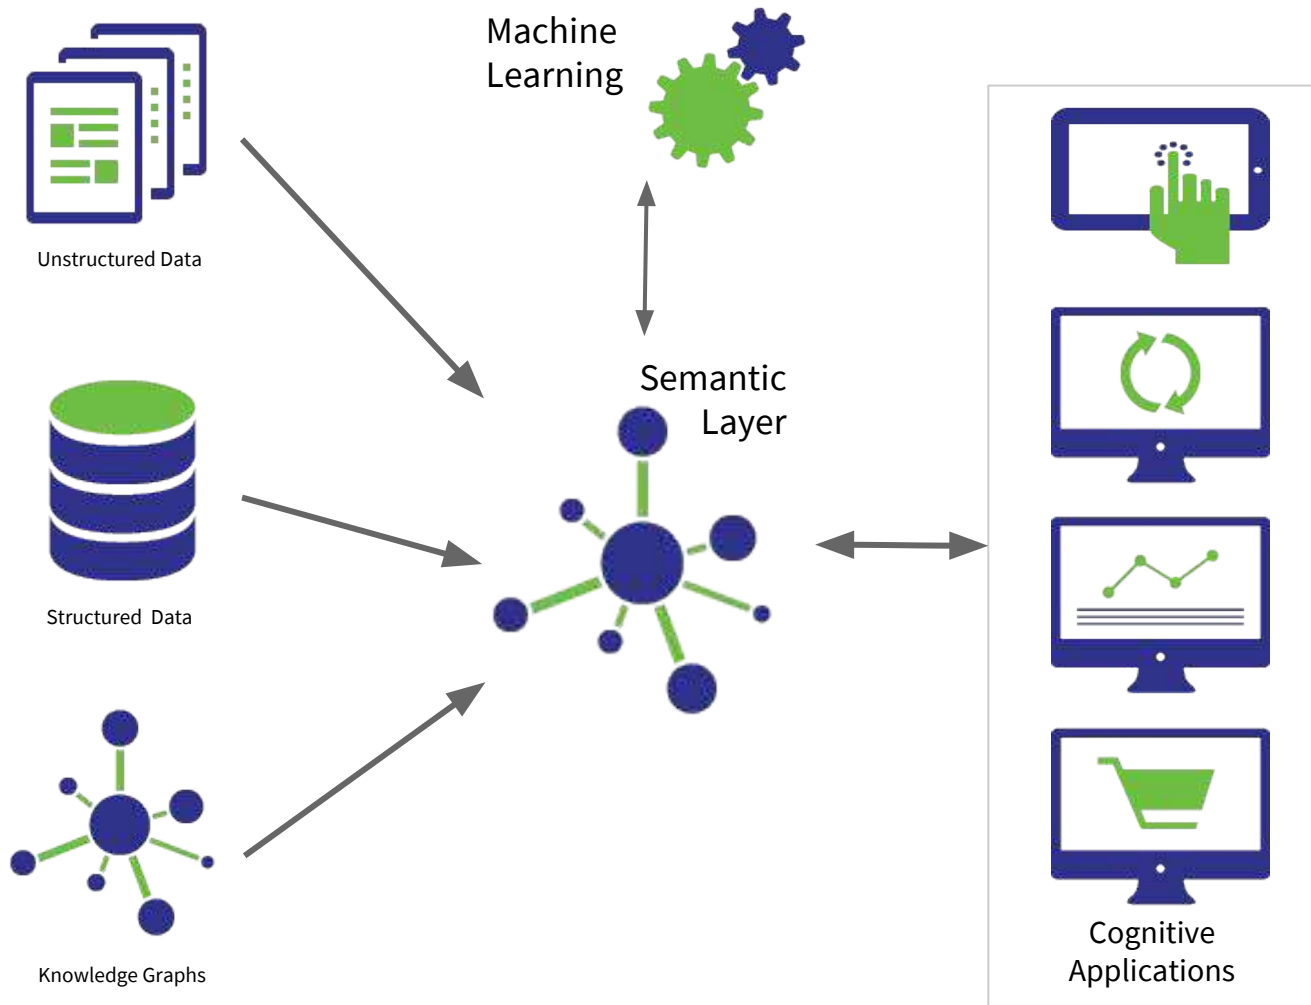 Machine
Learning
Unstructured Data
Semantic
Layer
Structured  Data
Knowledge Graphs
Cognitive
Applications